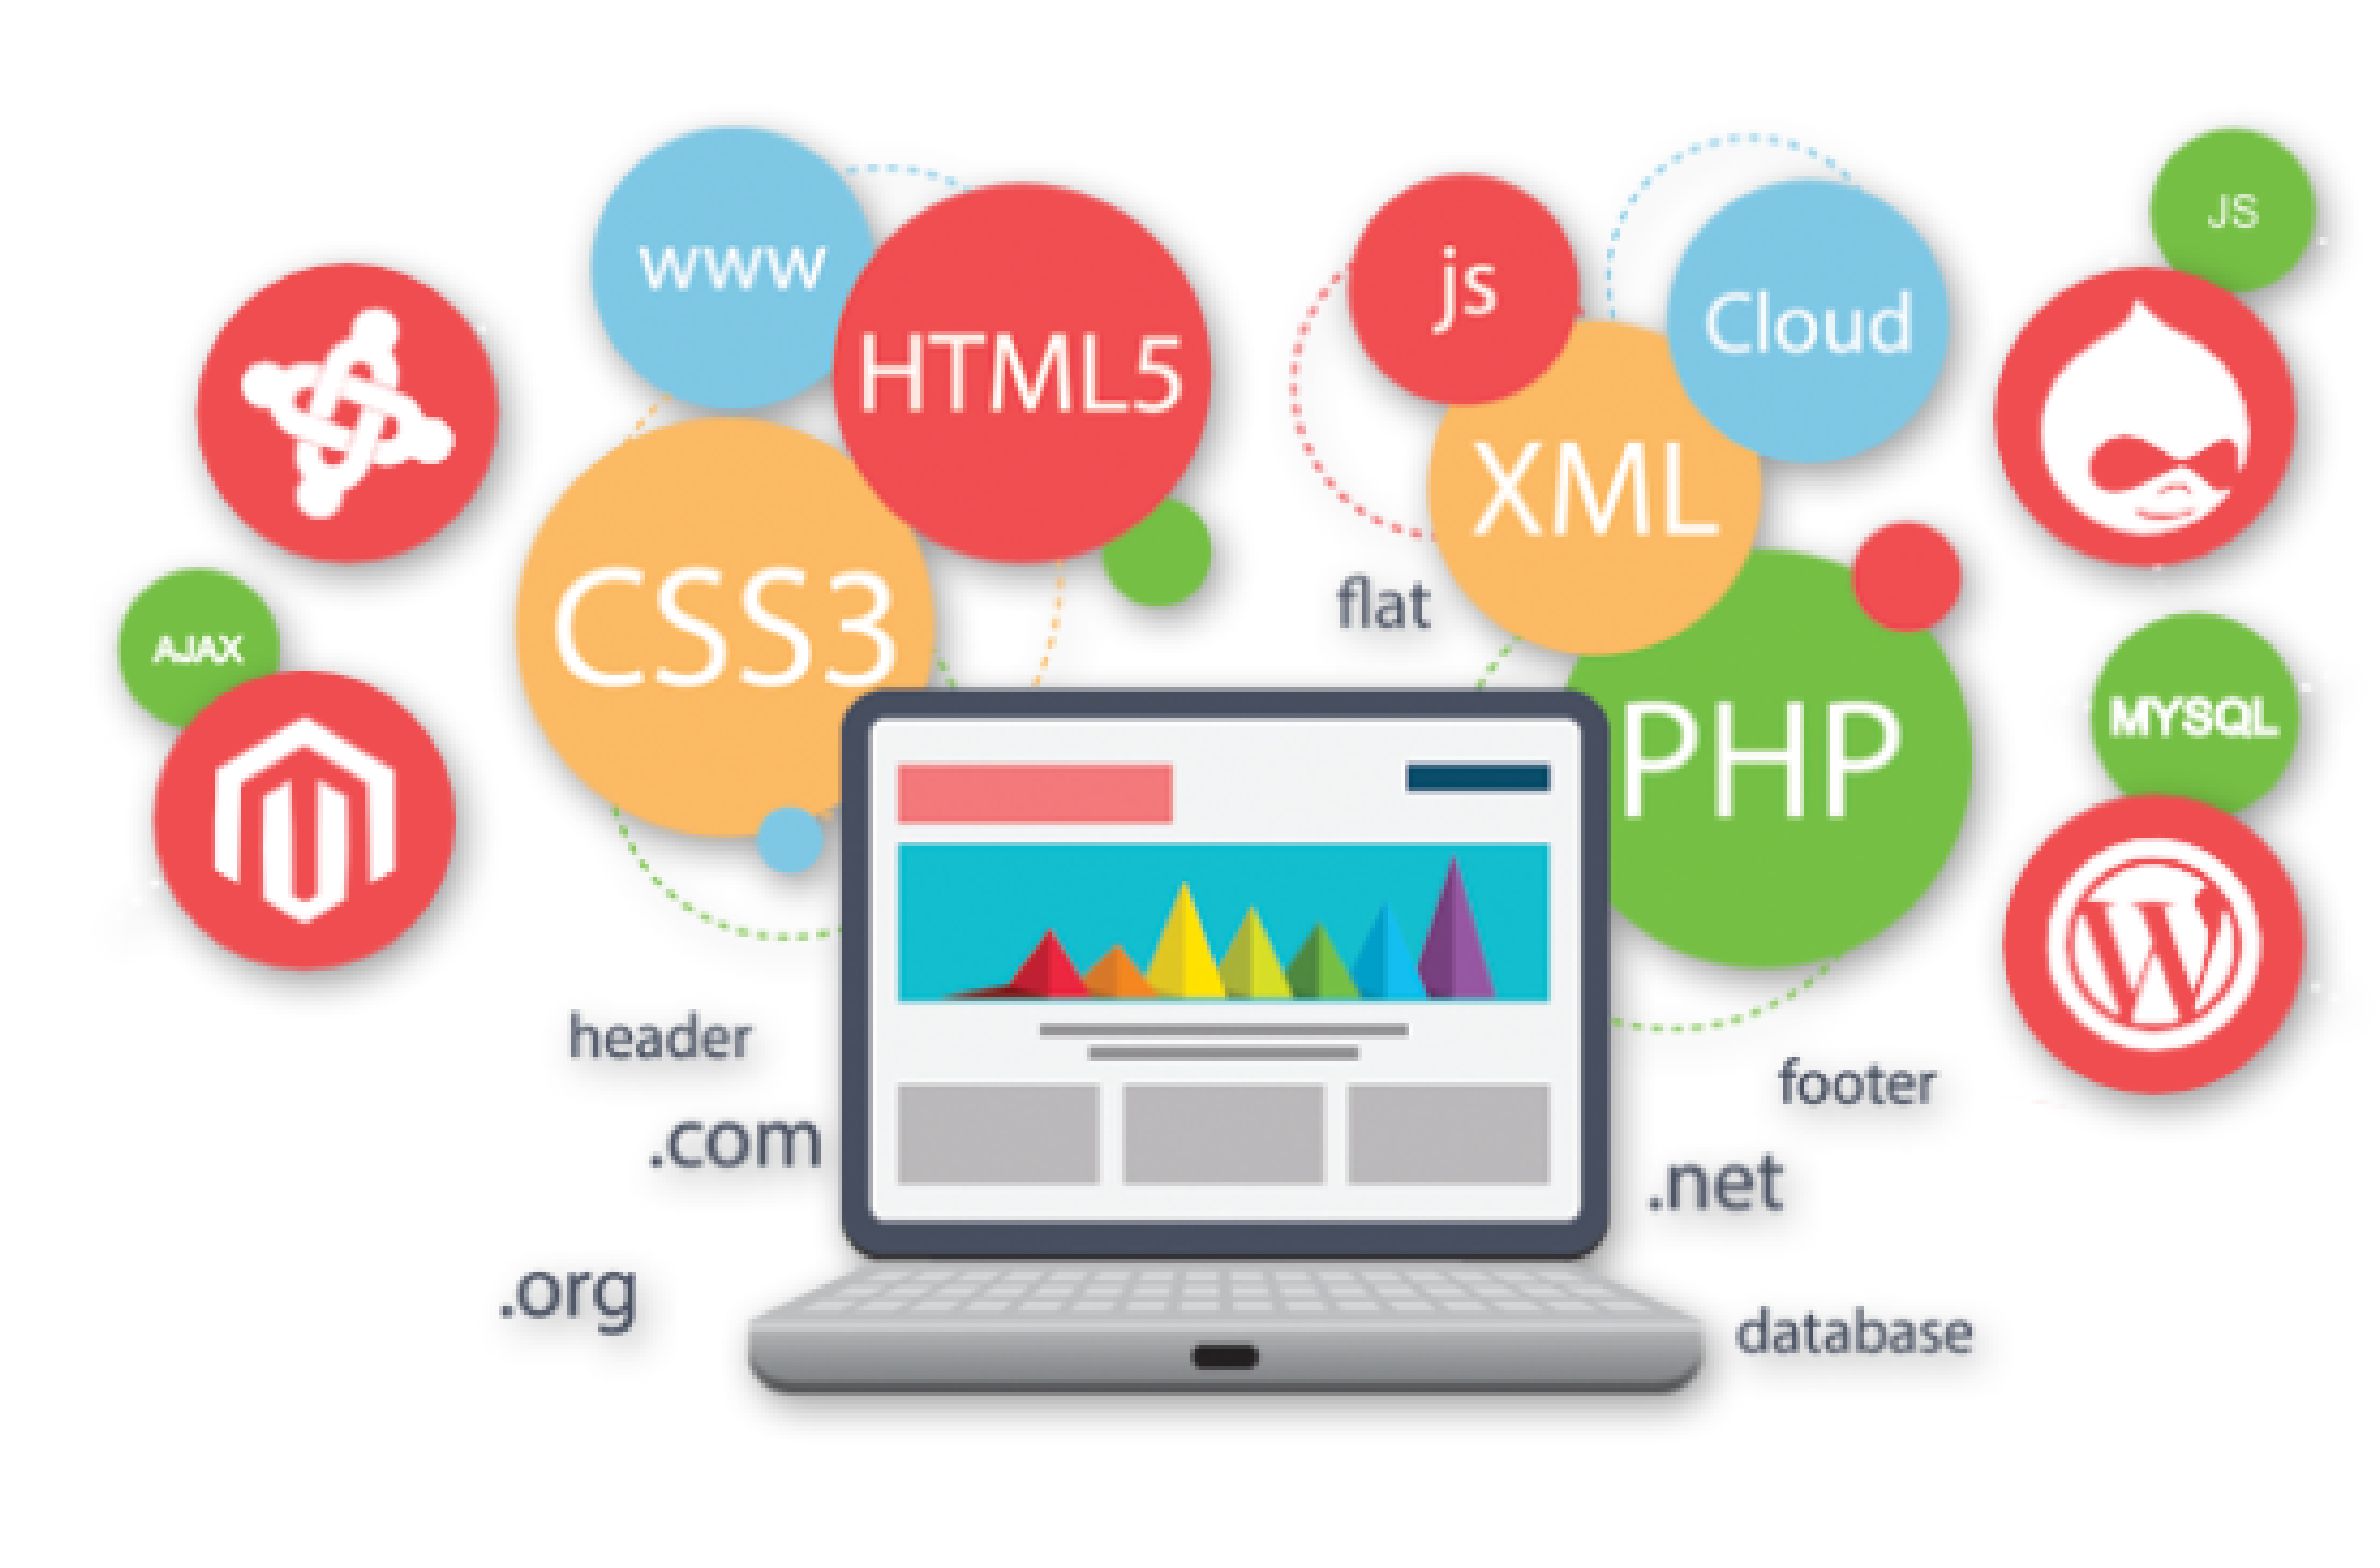 www
HTML5
js
Cloud
JS
XML
CSS3
flat
AJAX
PHP
MYSQL
header
footer
.com
.net
.org
database